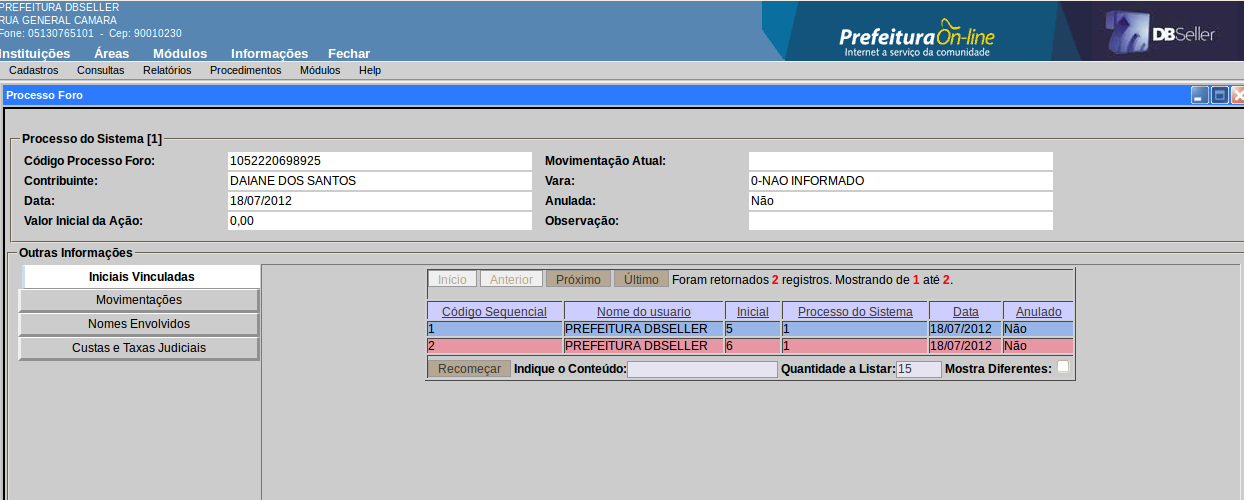 PREFEITURA DBSELLER
RUA GENERAL CAMARA
Fone: 05130765101 - Cep: 90010230
PrefeituraOn-line
Internet a serviço da comunidade
DBSeller
Instituições Áreas Módulos Informações Fechar
Cadastros Consultas Relatórios Procedimentos Módulos Help
Processo Foro
Processo do Sistema [1]
Código Processo Foro: 1052220698925 Movimentação Atual:
Contribuinte: DAIANE DOS SANTOS Vara: 0-NAO INFORMADO
Data: 18/07/2012 Anulada: Não
Valor Inicial da Ação: 0,00 Observação:
Outras Informações
Iniciais Vinculadas
Movimentações
Nomes Envolvidos
Custas e Taxas Judiciais
Início Anterior Próximo Último Foram retornados 2 registros. Mostrando de 1 até 2.
Código Sequencial Nome do usuario Inicial Processo do Sistema Data Anulado
1 PREFEITURA DBSELLER 5 1 18/07/2012 Não
2 PREFEITURA DBSELLER 6 1 18/07/2012 Não
Recomeçar Indique o Conteúdo: Quantidade a Listar: 15 Mostra Diferentes: